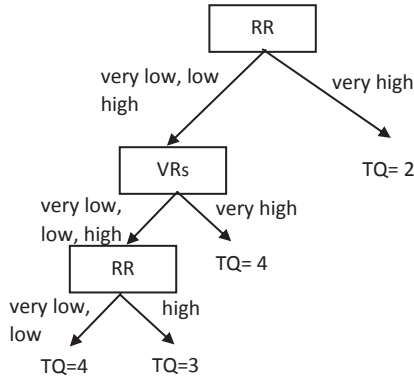 RR
very low, low
high
very high
VRs
TQ= 2
very low,
low, high
very high
RR
TQ= 4
very low,
low
high
TQ=4
TQ=3